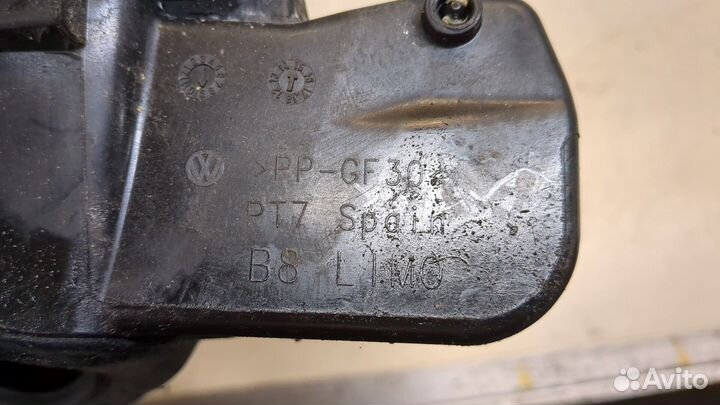 >PP-GF30<
PT7 Spain
B8 LIMO
Avito